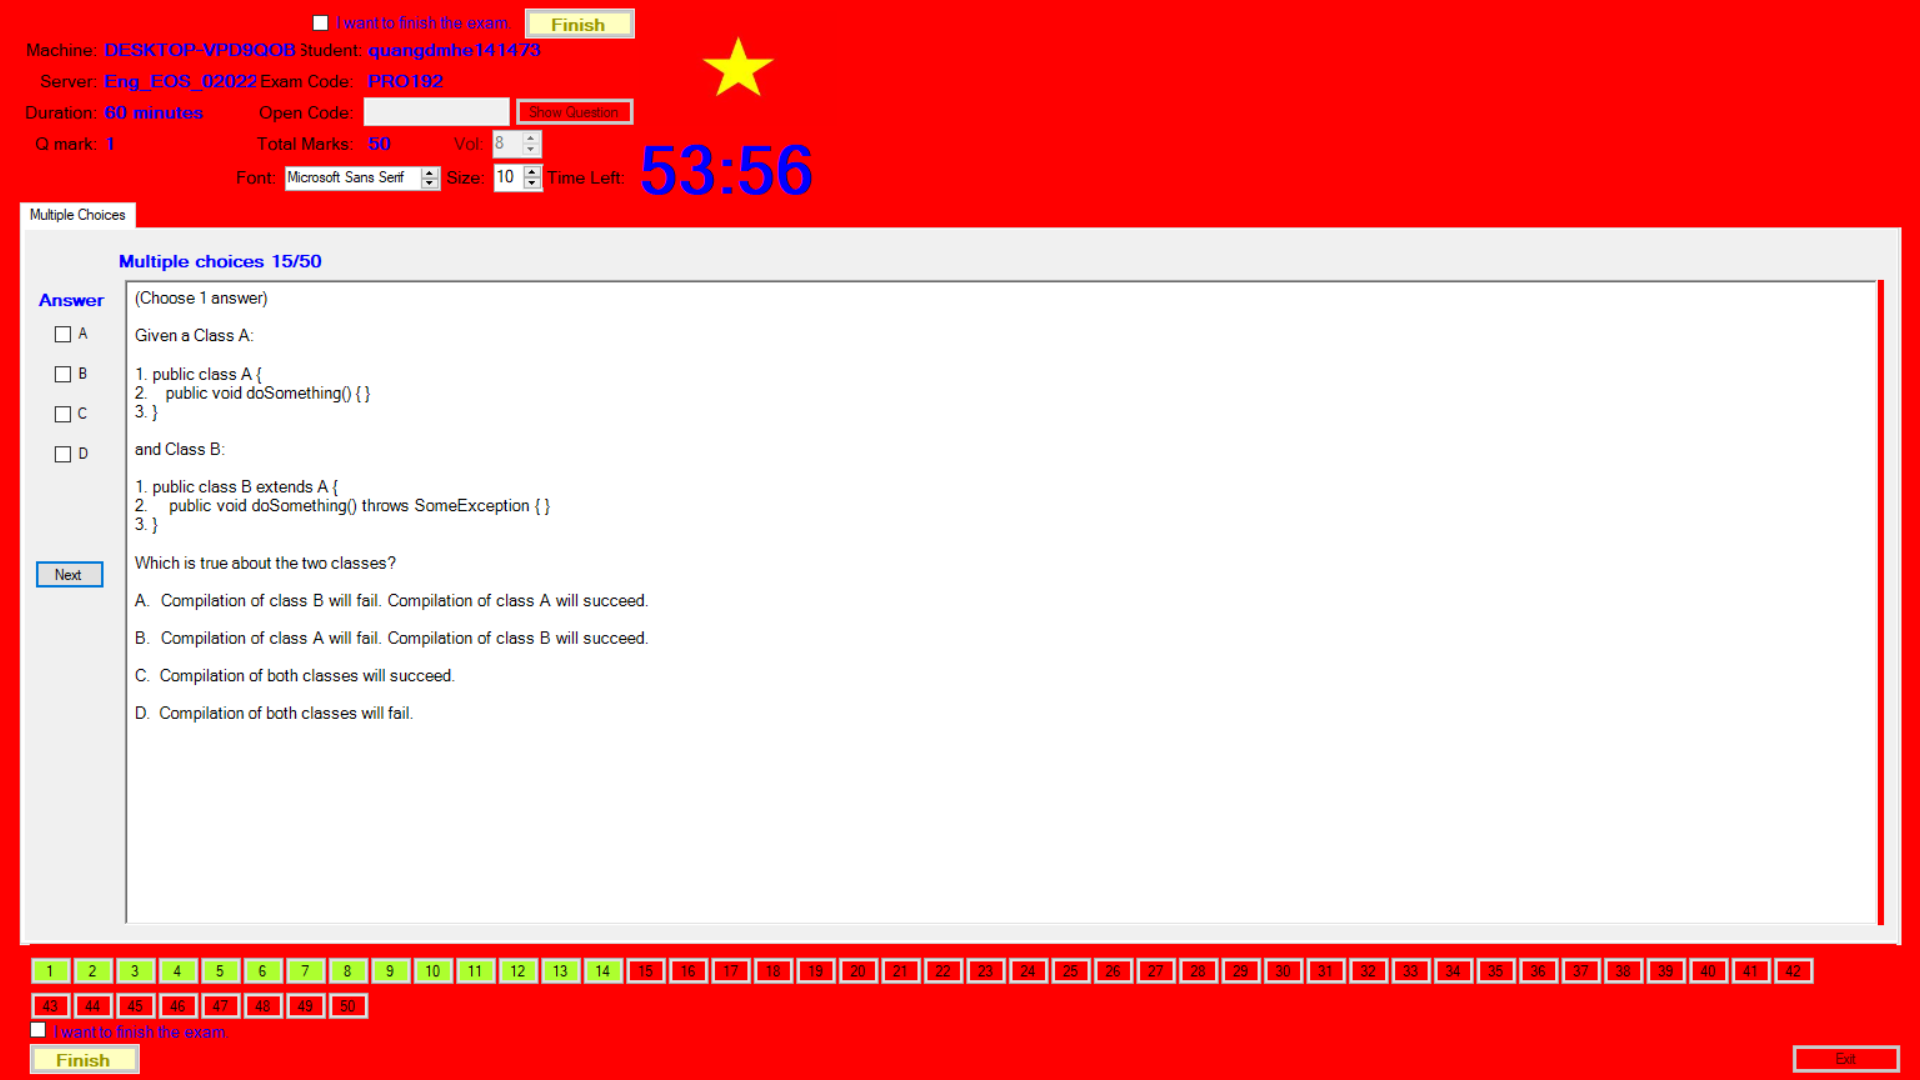 I want to finish the exam.
Finish
Machine: DESKTOP-VPD9QOB Student: quangdmhe141473
Server: Eng_EOS_02022 Exam Code: PRO192
Duration: 60 minutes Open Code: Show Question
Q mark: 1 Total Marks: 50 Vol: 8
Font: Microsoft Sans Serif Size: 10 Time Left: 53:56
Multiple Choices
Multiple choices 15/50
Answer
A
B
C
D
Next
(Choose 1 answer)
Given a Class A:
1. public class A {
2. public void doSomething() { }
3. }
and Class B:
1. public class B extends A {
2. public void doSomething() throws SomeException { }
3. }
Which is true about the two classes?
A. Compilation of class B will fail. Compilation of class A will succeed.
B. Compilation of class A will fail. Compilation of class B will succeed.
C. Compilation of both classes will succeed.
D. Compilation of both classes will fail.
1 2 3 4 5 6 7 8 9 10 11 12 13 14 15 16 17 18 19 20 21 22 23 24 25 26 27 28 29 30 31 32 33 34 35 36 37 38 39 40 41 42
43 44 45 46 47 48 49 50
I want to finish the exam.
Finish
Exit